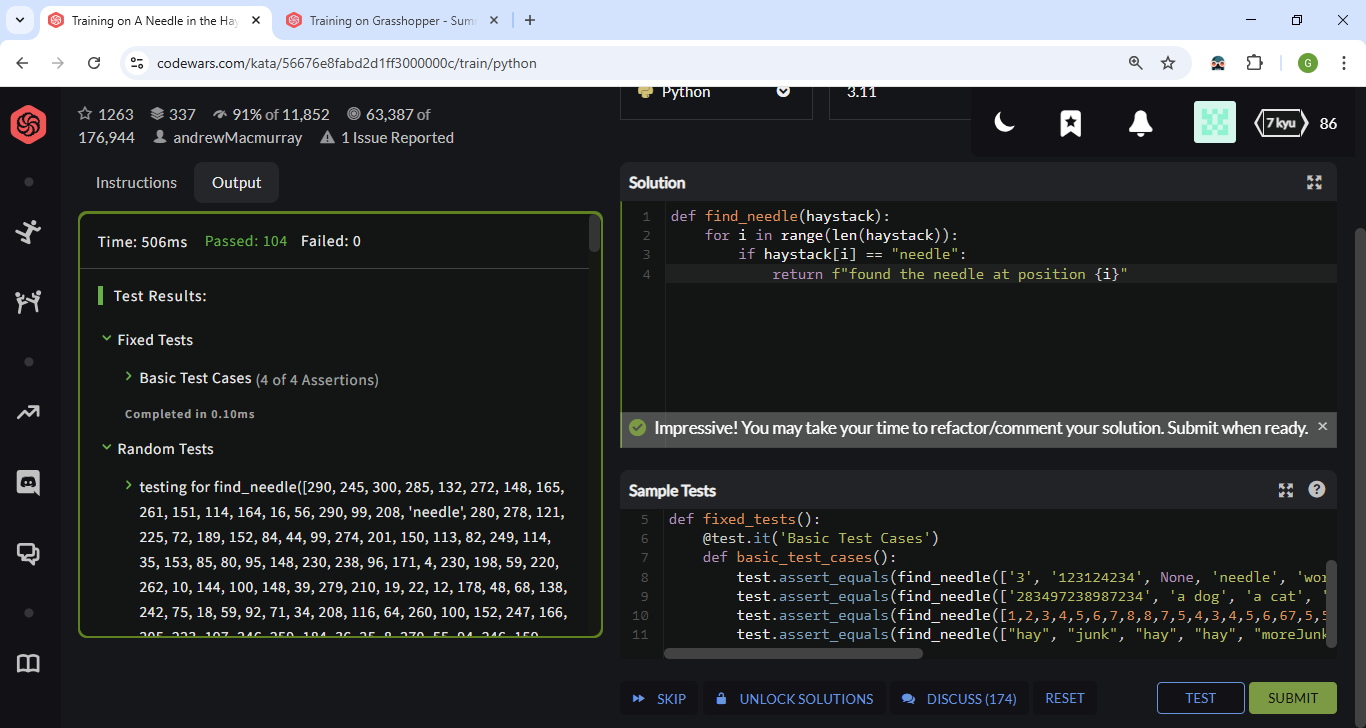 Training on A Needle in the Hay
Training on Grasshopper - Sum
codewars.com/kata/56676e8fabd2d1ff3000000c/train/python
G
1263 337 91% of 11,852 63,387 of
176,944 andrewMacmurray 1 Issue Reported
Python
3.11
7 kyu
86
Instructions
Output
Time: 506ms Passed: 104 Failed: 0
Test Results:
Fixed Tests
Basic Test Cases (4 of 4 Assertions)
Completed in 0.10ms
Random Tests
testing for find_needle([290, 245, 300, 285, 132, 272, 148, 165,
261, 151, 114, 164, 16, 56, 290, 99, 208, 'needle', 280, 278, 121,
225, 72, 189, 152, 84, 44, 99, 274, 201, 150, 113, 82, 249, 114,
35, 153, 85, 80, 95, 148, 230, 238, 96, 171, 4, 230, 198, 59, 220,
262, 10, 144, 100, 148, 39, 279, 210, 19, 22, 12, 178, 48, 68, 138,
242, 75, 18, 59, 92, 71, 34, 208, 116, 64, 260, 100, 152, 247, 166,
Solution
1 def find_needle(haystack):
2 for i in range(len(haystack)):
3 if haystack[i] == "needle":
4 return f"found the needle at position {i}"
Impressive! You may take your time to refactor/comment your solution. Submit when ready.
Sample Tests
5 def fixed_tests():
6 @test.it('Basic Test Cases')
7 def basic_test_cases():
8 test.assert_equals(find_needle(['3', '123124234', None, 'needle', 'wor
9 test.assert_equals(find_needle(['283497238987234', 'a dog', 'a cat', '
10 test.assert_equals(find_needle([1,2,3,4,5,6,7,8,8,7,5,4,3,4,5,6,67,5,5
11 test.assert_equals(find_needle(["hay", "junk", "hay", "hay", "moreJunk
SKIP
UNLOCK SOLUTIONS
DISCUSS (174)
RESET
TEST
SUBMIT